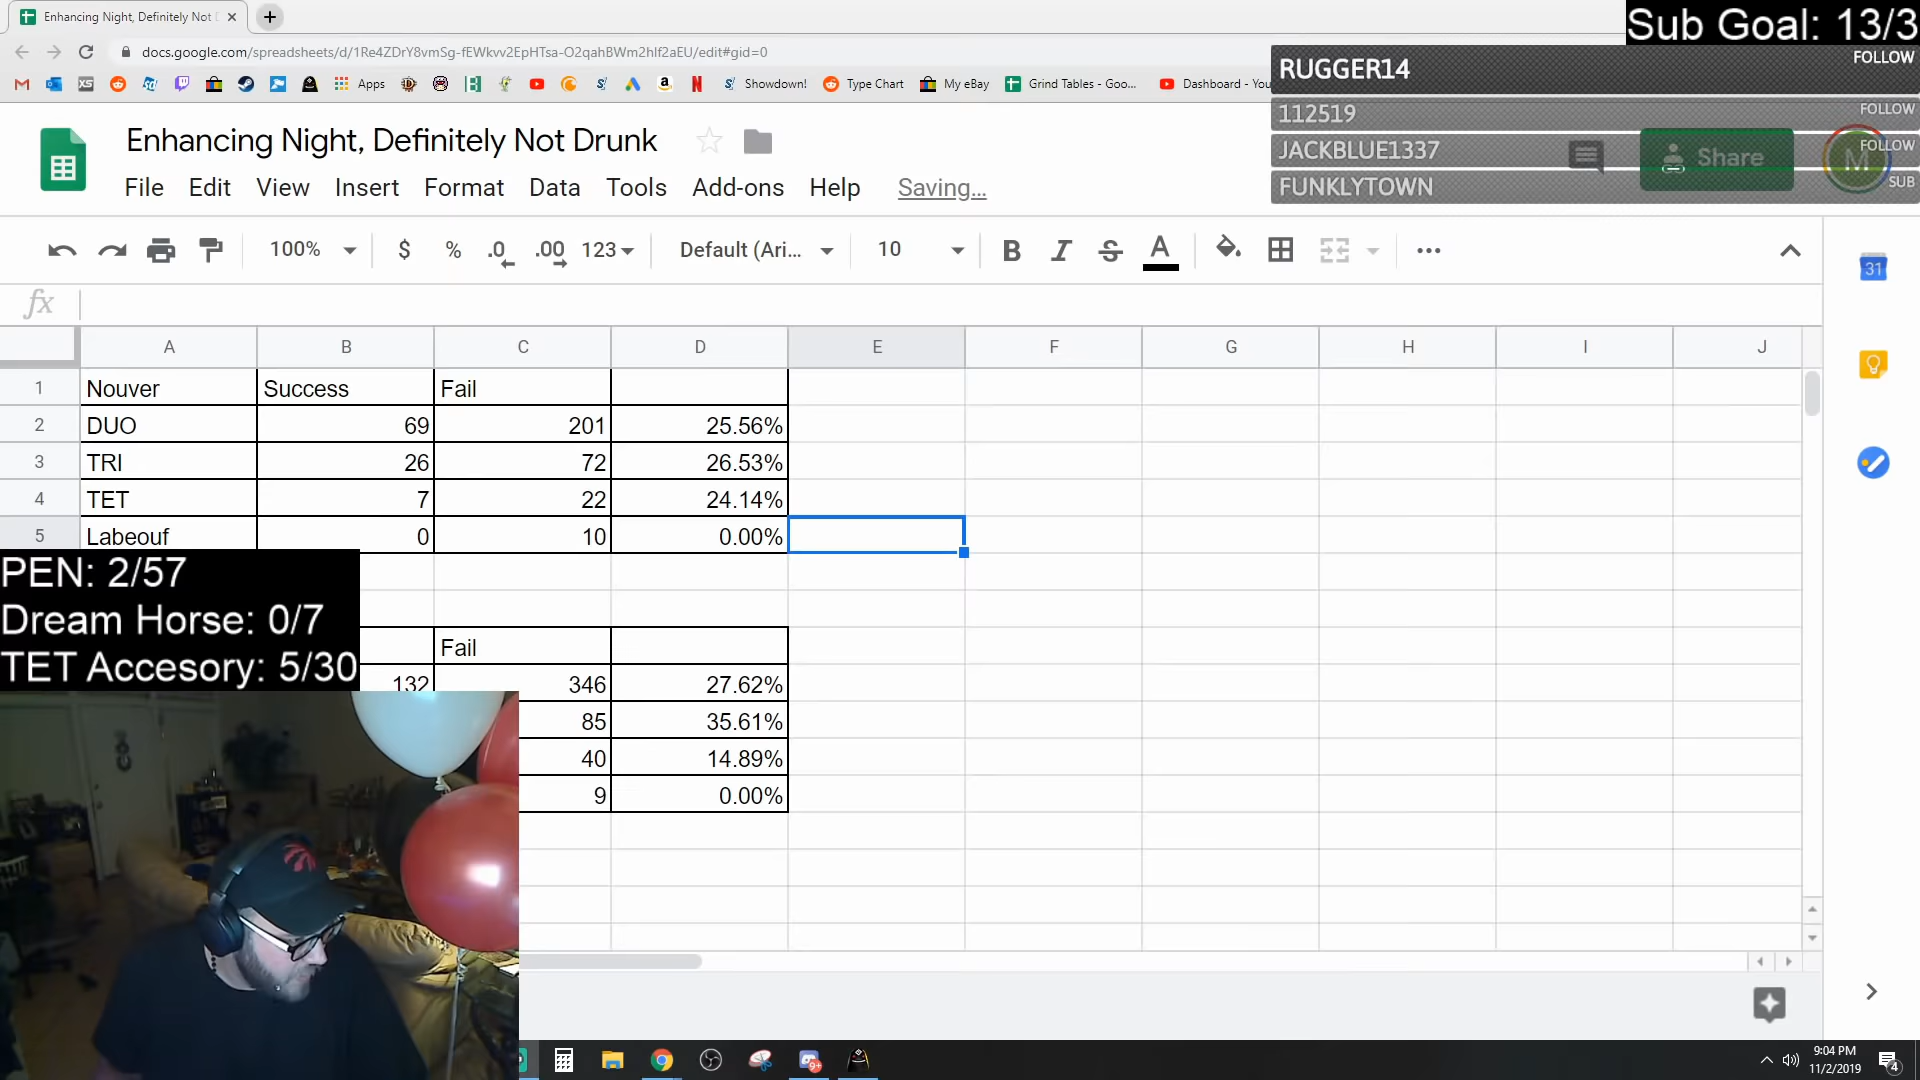 Enhancing Night, Definitely Not D
Sub Goal: 13/3
docs.google.com/spreadsheets/d/1Re4ZDrY8vmSg-fEWkvv2EpHTsa-O2qahBWm2hIf2aEU/edit#gid=0
RUGGER14 FOLLOW
112519 FOLLOW
JACKBLUE1337 FOLLOW
FUNKLYTOWN SUB
Apps Showdown! Type Chart My eBay Grind Tables - Goo... Dashboard - You
Enhancing Night, Definitely Not Drunk
Share M
File Edit View Insert Format Data Tools Add-ons Help Saving...
100% $ % .0 .00 123 Default (Ari... 10 B I S A ...
31
fx
A B C D E F G H I J
1 Nouver Success Fail
2 DUO 69 201 25.56%
3 TRI 26 72 26.53%
4 TET 7 22 24.14%
5 Labeouf 0 10 0.00%
PEN: 2/57
Dream Horse: 0/7
TET Accesory: 5/30
Fail
132 346 27.62%
85 35.61%
40 14.89%
9 0.00%
9:04 PM
11/2/2019
4
9+